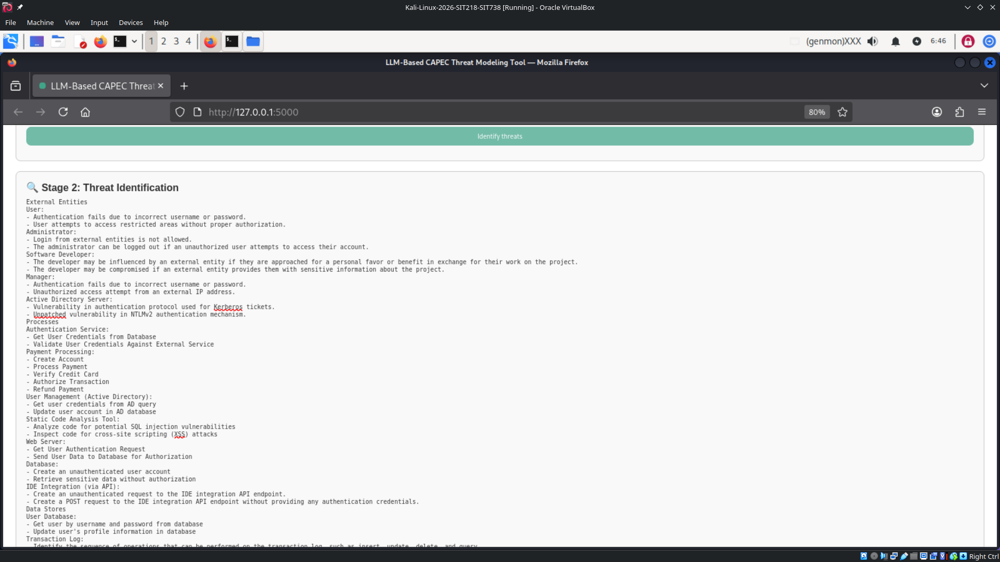 Kali-Linux-2026-SIT218-SIT738 [Running] - Oracle VirtualBox
File Machine View Input Devices Help
1 2 3 4 (genmon)XXX 6:46
LLM-Based CAPEC Threat Modeling Tool — Mozilla Firefox
LLM-Based CAPEC Threat
http://127.0.0.1:5000 80%
Identify threats
Stage 2: Threat Identification
External Entities
User:
- Authentication fails due to incorrect username or password.
- User attempts to access restricted areas without proper authorization.
Administrator:
- Login from external entities is not allowed.
- The administrator can be logged out if an unauthorized user attempts to access their account.
Software Developer:
- The developer may be influenced by an external entity if they are approached for a personal favor or benefit in exchange for their work on the project.
- The developer may be compromised if an external entity provides them with sensitive information about the project.
Manager:
- Authentication fails due to incorrect username or password.
- Unauthorized access attempt from an external IP address.
Active Directory Server:
- Vulnerability in authentication protocol used for Kerberos tickets.
- Unpatched vulnerability in NTLMv2 authentication mechanism.
Processes
Authentication Service:
- Get User Credentials from Database
- Validate User Credentials Against External Service
Payment Processing:
- Create Account
- Process Payment
- Verify Credit Card
- Authorize Transaction
- Refund Payment
User Management (Active Directory):
- Get user credentials from AD query
- Update user account in AD database
Static Code Analysis Tool:
- Analyze code for potential SQL injection vulnerabilities
- Inspect code for cross-site scripting (XSS) attacks
Web Server:
- Get User Authentication Request
- Send User Data to Database for Authorization
Database:
- Create an unauthenticated user account
- Retrieve sensitive data without authorization
IDE Integration (via API):
- Create an unauthenticated request to the IDE integration API endpoint.
- Create a POST request to the IDE integration API endpoint without providing any authentication credentials.
Data Stores
User Database:
- Get user by username and password from database
- Update user's profile information in database
Transaction Log:
- Identify the sequence of operations that can be performed on the transaction log, such as insert, update, delete, and query.
Right Ctrl